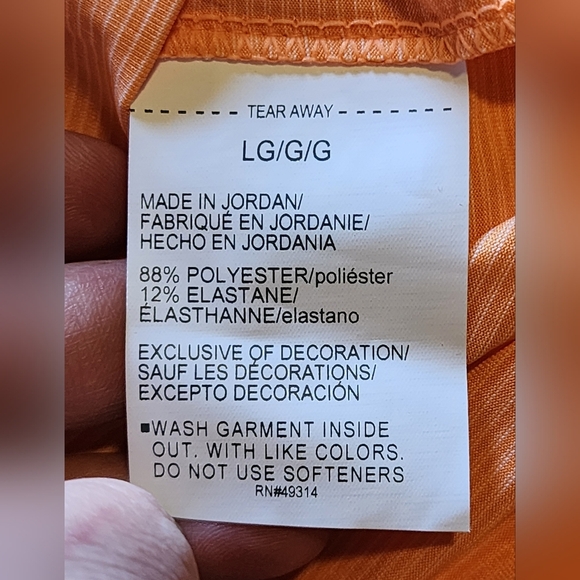 TEAR AWAY
LG/G/G
MADE IN JORDAN/
FABRIQUÉ EN JORDANIE/
HECHO EN JORDANIA
88% POLYESTER/poliéster
12% ELASTANE/
ÉLASTHANNE/elastano
EXCLUSIVE OF DECORATION/
SAUF LES DÉCORATIONS/
EXCEPTO DECORACIÓN
▪WASH GARMENT INSIDE
OUT. WITH LIKE COLORS.
DO NOT USE SOFTENERS
RN#49314